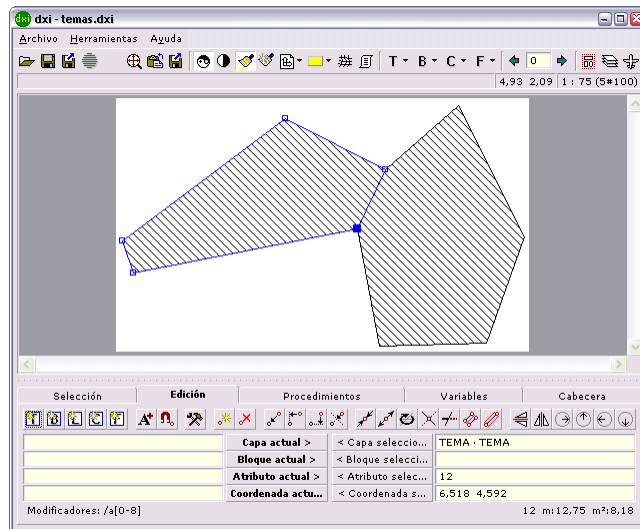 dxi dxi - temas.dxi
Archivo Herramientas Ayuda
T B C F 0
4,93 2,09 1 : 75 (5#100)
Selección Edición Procedimientos Variables Cabecera
T B L C F A
Capa actual > < Capa seleccio... TEMA · TEMA
Bloque actual > < Bloque selecci...
Atributo actual > < Atributo selec... 12
Coordenada actu... < Coordenada s... 6,518 4,592
Modificadores: /a[0-8] 12 m:12,75 m²:8,18